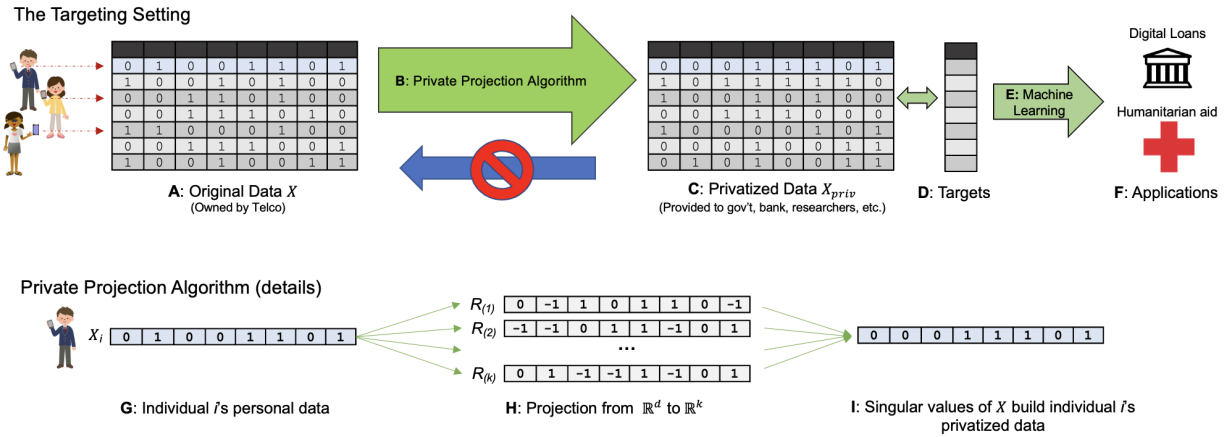 The Targeting Setting
0 1 0 0 1 1 0 1
1 0 0 1 0 1 0 0
0 0 1 1 0 1 0 1
0 0 1 1 1 0 1 0
1 1 0 0 0 1 0 0
0 0 1 1 1 0 0 1
1 0 0 1 0 0 1 1
A: Original Data X
(Owned by Telco)
B: Private Projection Algorithm
0 0 0 1 1 1 0 1
1 0 1 1 1 1 1 0
1 0 0 1 0 1 0 1
0 0 1 1 1 0 0 0
1 0 0 1 0 1 0 1
0 0 0 1 0 0 1 1
0 1 0 1 0 0 1 1
C: Privatized Data Xpriv
(Provided to gov't, bank, researchers, etc.)
D: Targets
E: Machine
Learning
Digital Loans
Humanitarian aid
F: Applications
Private Projection Algorithm (details)
Xi 0 1 0 0 1 1 0 1
G: Individual i's personal data
R(1) 0 -1 1 0 1 1 0 -1
R(2) -1 -1 0 1 1 -1 0 1
...
R(k) 0 1 -1 -1 1 -1 0 1
H: Projection from ℝᵈ to ℝᵏ
0 0 0 1 1 1 0 1
I: Singular values of X build individual i's
privatized data